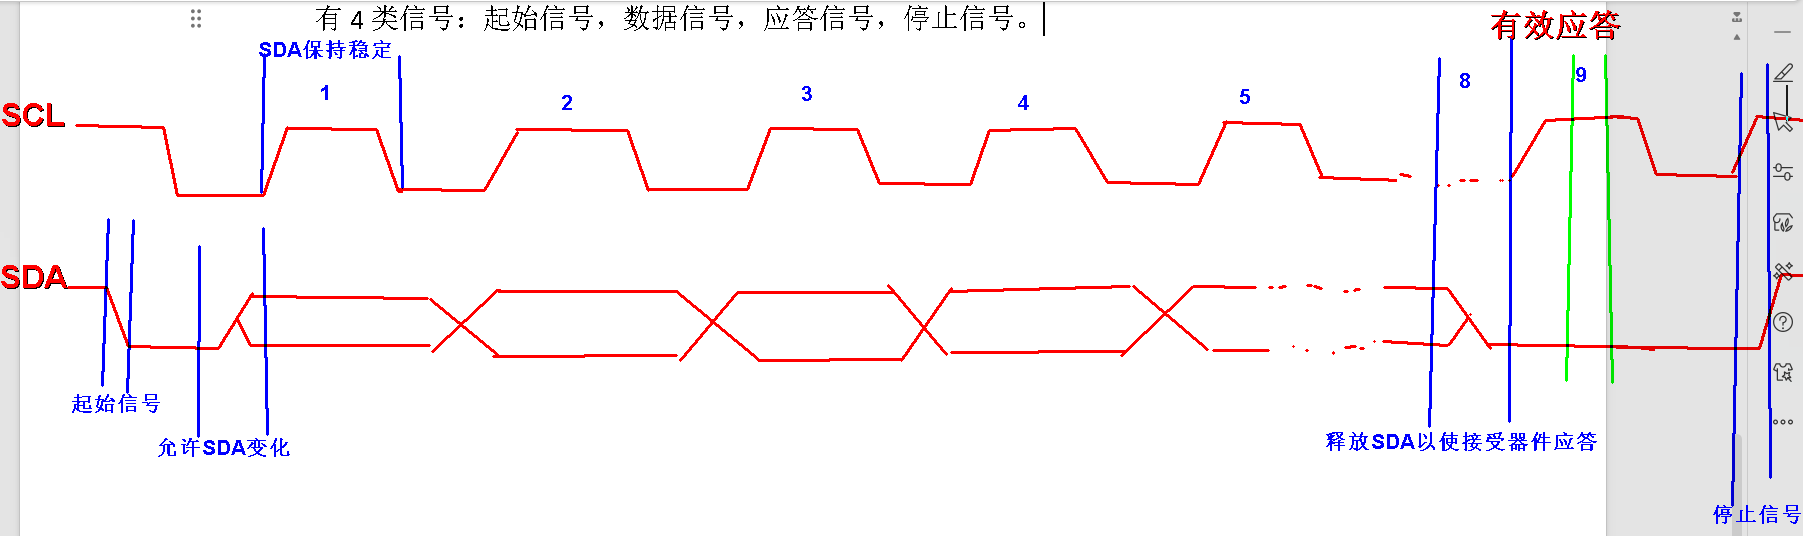 有 4 类信号：起始信号，数据信号，应答信号，停止信号。
有效应答
SDA保持稳定
1
2
3
4
5
8
9
SCL
SDA
起始信号
允许SDA变化
释放SDA以使接受器件应答
停止信号